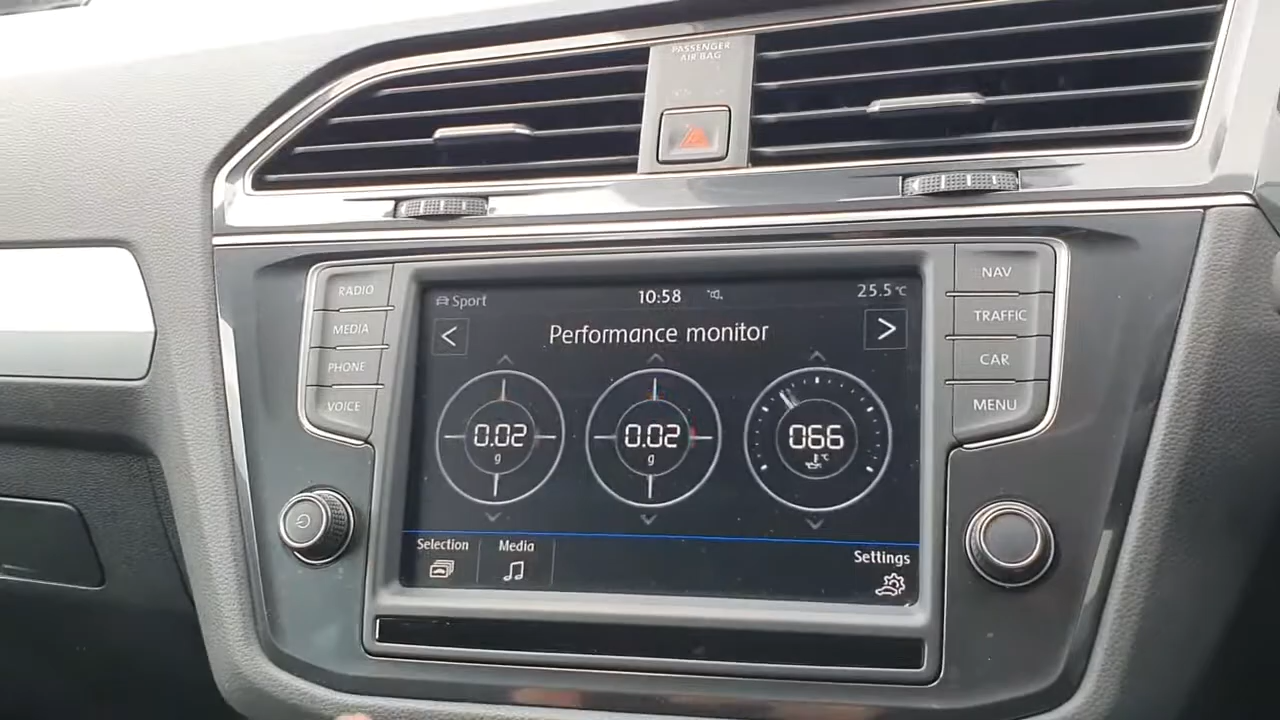 PASSENGER
AIR BAG
RADIO
MEDIA
PHONE
VOICE
NAV
TRAFFIC
CAR
MENU
Sport 10:58 25.5°C
< Performance monitor >
0.02
g
0.02
g
066
°C
Selection Media Settings